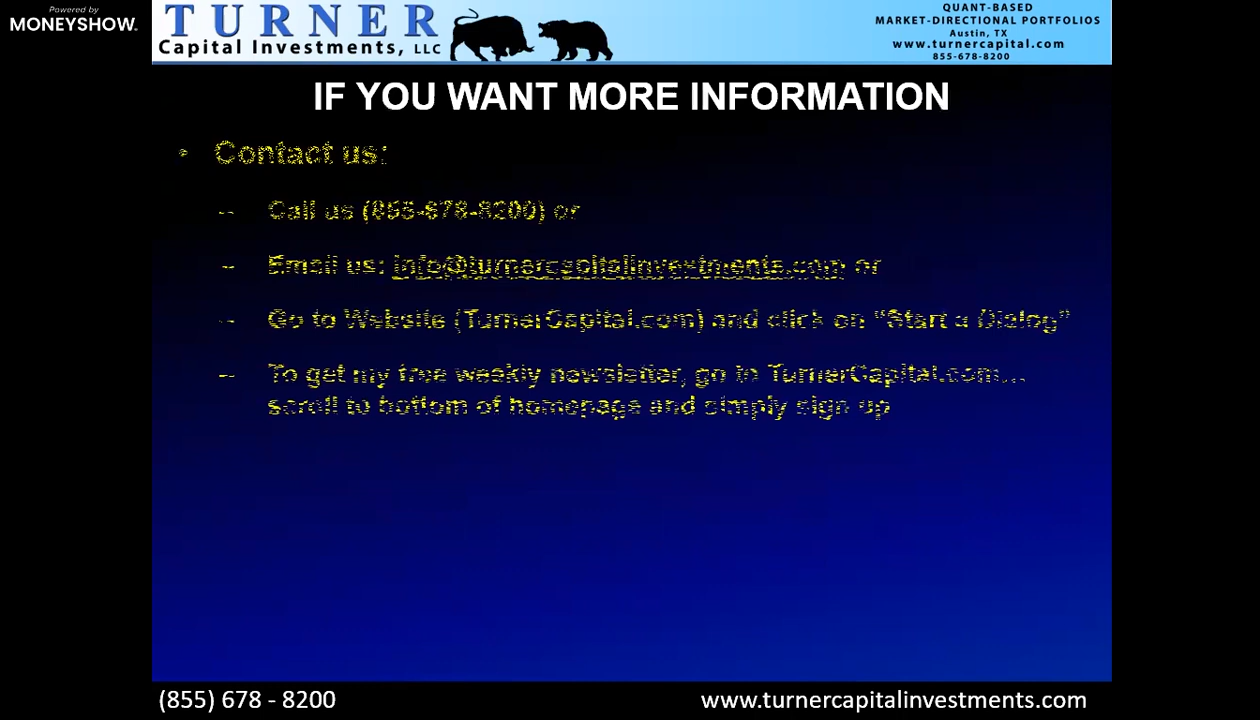 Powered by
MONEYSHOW.
TURNER
Capital Investments, LLC
QUANT-BASED
MARKET-DIRECTIONAL PORTFOLIOS
Austin, TX
www.turnercapital.com
855-678-8200
IF YOU WANT MORE INFORMATION
• Contact us:
– Call us (855-678-8200) or
– Email us: info@turnercapitalinvestments.com or
– Go to Website (TurnerCapital.com) and click on “Start a Dialog”
– To get my free weekly newsletter, go to TurnerCapital.com…
scroll to bottom of homepage and simply sign up
(855) 678 - 8200
www.turnercapitalinvestments.com